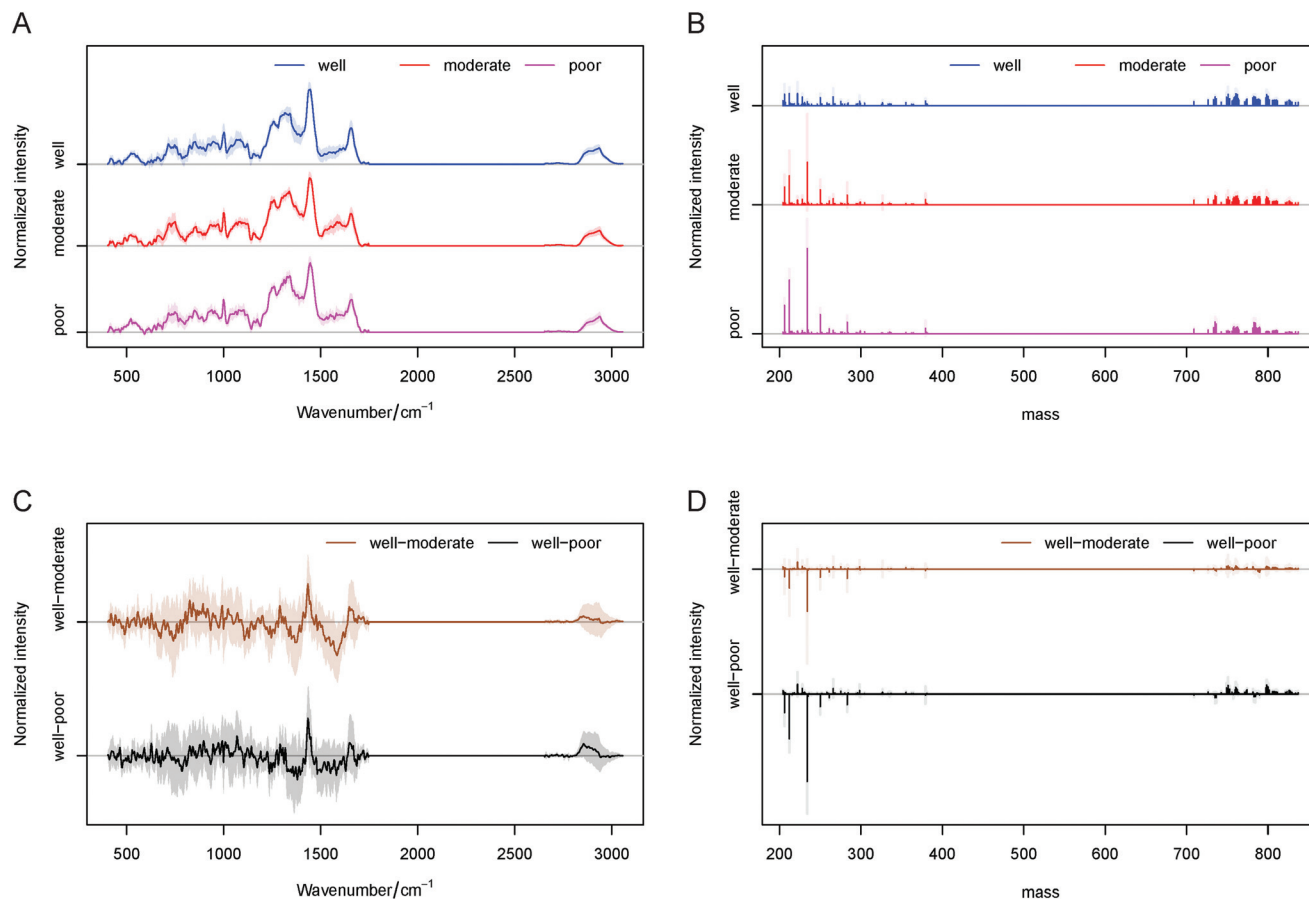 A
well moderate poor
Normalized intensity
well
moderate
poor
500 1000 1500 2000 2500 3000
Wavenumber/cm⁻¹
B
well moderate poor
Normalized intensity
well
moderate
poor
200 300 400 500 600 700 800
mass
C
well−moderate well−poor
Normalized intensity
well−moderate
well−poor
500 1000 1500 2000 2500 3000
Wavenumber/cm⁻¹
D
well−moderate well−poor
Normalized intensity
well−moderate
well−poor
200 300 400 500 600 700 800
mass